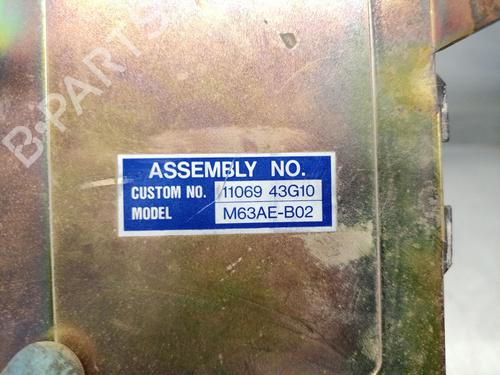 B-PARTS
ASSEMBLY NO.
CUSTOM NO. 11069 43G10
MODEL M63AE-B02